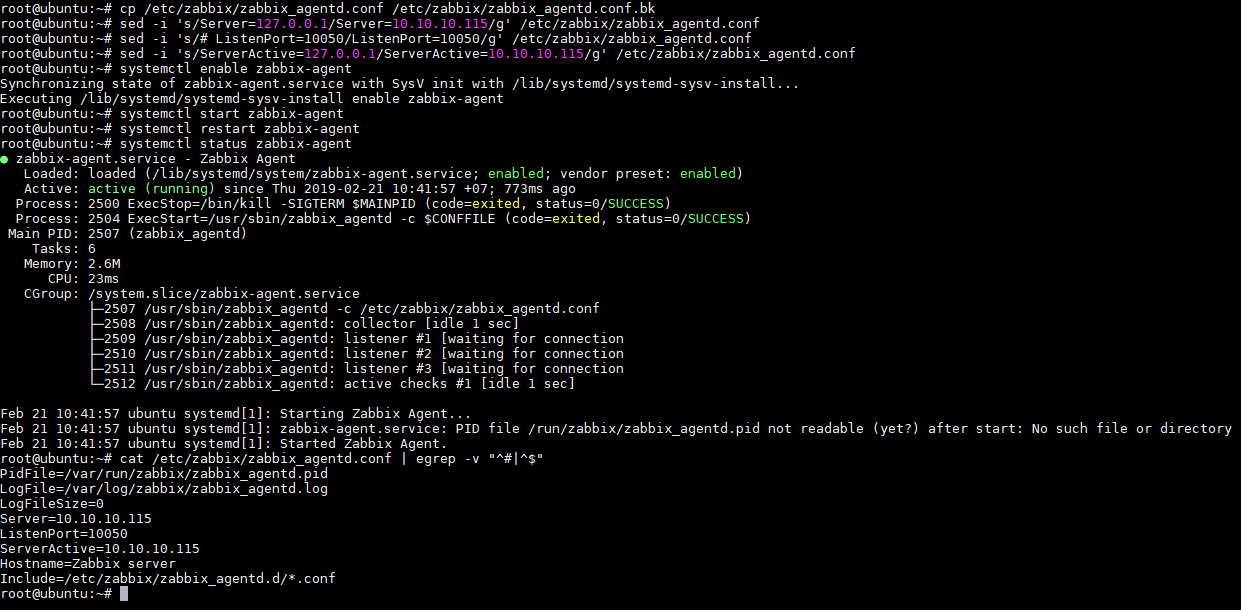 root@ubuntu:~# cp /etc/zabbix/zabbix_agentd.conf /etc/zabbix/zabbix_agentd.conf.bk
root@ubuntu:~# sed -i 's/Server=127.0.0.1/Server=10.10.10.115/g' /etc/zabbix/zabbix_agentd.conf
root@ubuntu:~# sed -i 's/# ListenPort=10050/ListenPort=10050/g' /etc/zabbix/zabbix_agentd.conf
root@ubuntu:~# sed -i 's/ServerActive=127.0.0.1/ServerActive=10.10.10.115/g' /etc/zabbix/zabbix_agentd.conf
root@ubuntu:~# systemctl enable zabbix-agent
Synchronizing state of zabbix-agent.service with SysV init with /lib/systemd/systemd-sysv-install...
Executing /lib/systemd/systemd-sysv-install enable zabbix-agent
root@ubuntu:~# systemctl start zabbix-agent
root@ubuntu:~# systemctl restart zabbix-agent
root@ubuntu:~# systemctl status zabbix-agent
● zabbix-agent.service - Zabbix Agent
   Loaded: loaded (/lib/systemd/system/zabbix-agent.service; enabled; vendor preset: enabled)
   Active: active (running) since Thu 2019-02-21 10:41:57 +07; 773ms ago
  Process: 2500 ExecStop=/bin/kill -SIGTERM $MAINPID (code=exited, status=0/SUCCESS)
  Process: 2504 ExecStart=/usr/sbin/zabbix_agentd -c $CONFFILE (code=exited, status=0/SUCCESS)
 Main PID: 2507 (zabbix_agentd)
    Tasks: 6
   Memory: 2.6M
      CPU: 23ms
   CGroup: /system.slice/zabbix-agent.service
           ├─2507 /usr/sbin/zabbix_agentd -c /etc/zabbix/zabbix_agentd.conf
           ├─2508 /usr/sbin/zabbix_agentd: collector [idle 1 sec]
           ├─2509 /usr/sbin/zabbix_agentd: listener #1 [waiting for connection
           ├─2510 /usr/sbin/zabbix_agentd: listener #2 [waiting for connection
           ├─2511 /usr/sbin/zabbix_agentd: listener #3 [waiting for connection
           └─2512 /usr/sbin/zabbix_agentd: active checks #1 [idle 1 sec]
Feb 21 10:41:57 ubuntu systemd[1]: Starting Zabbix Agent...
Feb 21 10:41:57 ubuntu systemd[1]: zabbix-agent.service: PID file /run/zabbix/zabbix_agentd.pid not readable (yet?) after start: No such file or directory
Feb 21 10:41:57 ubuntu systemd[1]: Started Zabbix Agent.
root@ubuntu:~# cat /etc/zabbix/zabbix_agentd.conf | egrep -v "^#|^$"
PidFile=/var/run/zabbix/zabbix_agentd.pid
LogFile=/var/log/zabbix/zabbix_agentd.log
LogFileSize=0
Server=10.10.10.115
ListenPort=10050
ServerActive=10.10.10.115
Hostname=Zabbix server
Include=/etc/zabbix/zabbix_agentd.d/*.conf
root@ubuntu:~#